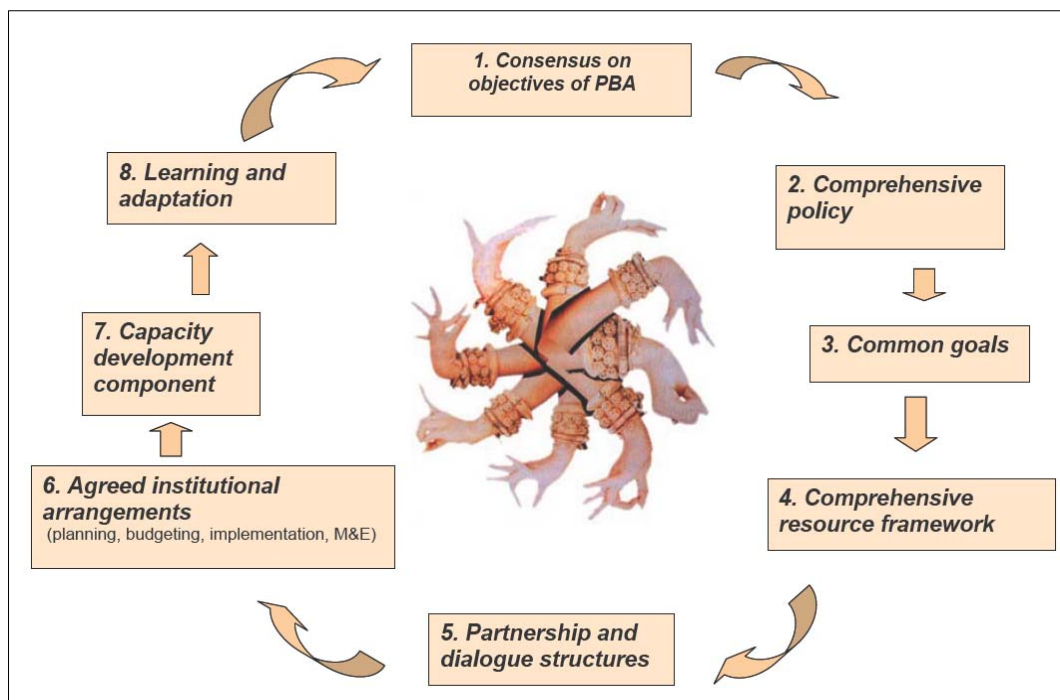 1. Consensus on
objectives of PBA
2. Comprehensive
policy
3. Common goals
4. Comprehensive
resource framework
5. Partnership and
dialogue structures
6. Agreed institutional
arrangements
(planning, budgeting, implementation, M&E)
7. Capacity
development
component
8. Learning and
adaptation